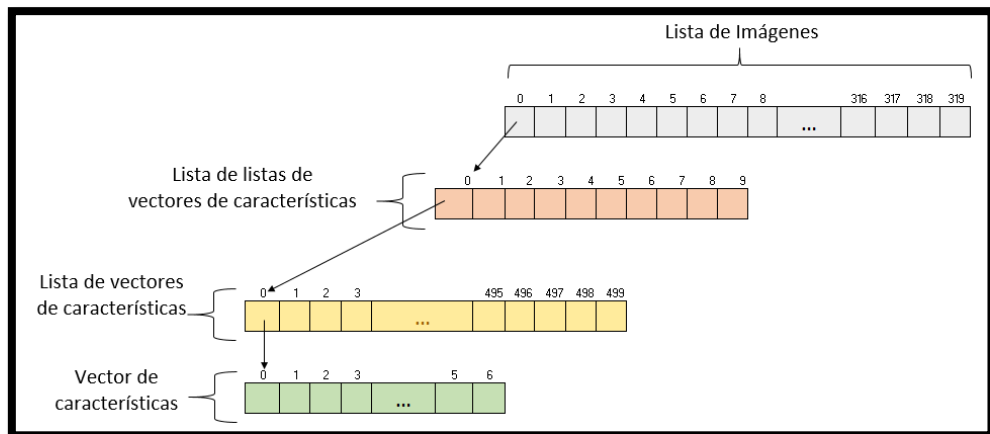 Lista de Imágenes
0 1 2 3 4 5 6 7 8 316 317 318 319
...
Lista de listas de
vectores de características
0 1 2 3 4 5 6 7 8 9
Lista de vectores
de características
0 1 2 3 495 496 497 498 499
...
Vector de
características
0 1 2 3 5 6
...